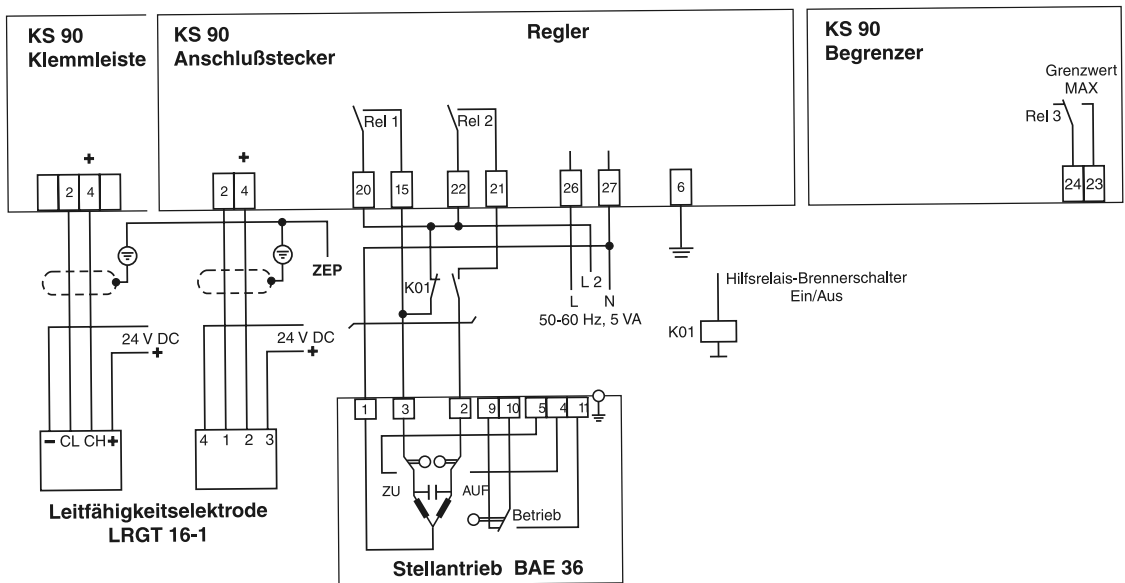 KS 90
Klemmleiste
KS 90
Anschlußstecker
Regler
KS 90
Begrenzer
Grenzwert
MAX
Rel 1
Rel 2
Rel 3
+
+
2 4
2 4
20 15 22 21 26 27 6
24 23
ZEP
K01
L 2
L N
50-60 Hz, 5 VA
Hilfsrelais-Brennerschalter
Ein/Aus
K01
24 V DC
+
24 V DC
+
1 3 2 9 10 5 4 11
- CL CH +
4 1 2 3
ZU
AUF
Betrieb
Leitfähigkeitselektrode
LRGT 16-1
Stellantrieb BAE 36